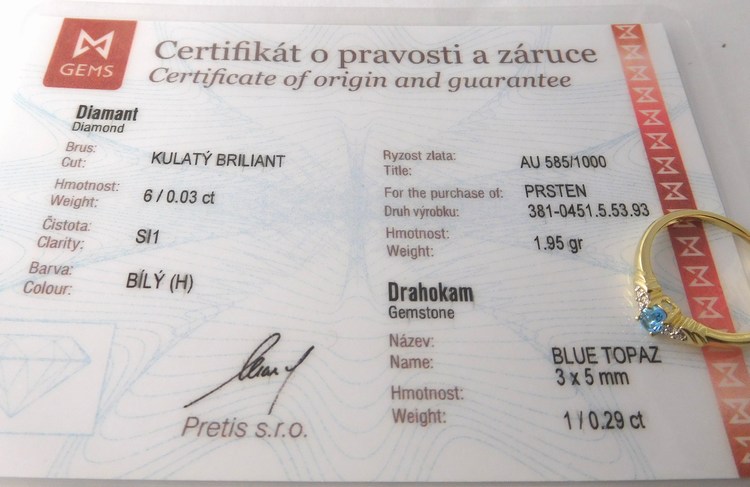 GEMS
Certifikát o pravosti a záruce
Certificate of origin and guarantee
Diamant
Diamond
Brus:
Cut:
KULATÝ BRILIANT
Hmotnost:
Weight:
6 / 0.03 ct
Čistota:
Clarity:
SI1
Barva:
Colour:
BÍLÝ (H)
Pretis s.r.o.
Ryzost zlata:
Title:
AU 585/1000
For the purchase of:
Druh výrobku:
PRSTEN
381-0451.5.53.93
Hmotnost:
Weight:
1.95 gr
Drahokam
Gemstone
Název:
Name:
BLUE TOPAZ
3 x 5 mm
Hmotnost:
Weight:
1 / 0.29 ct